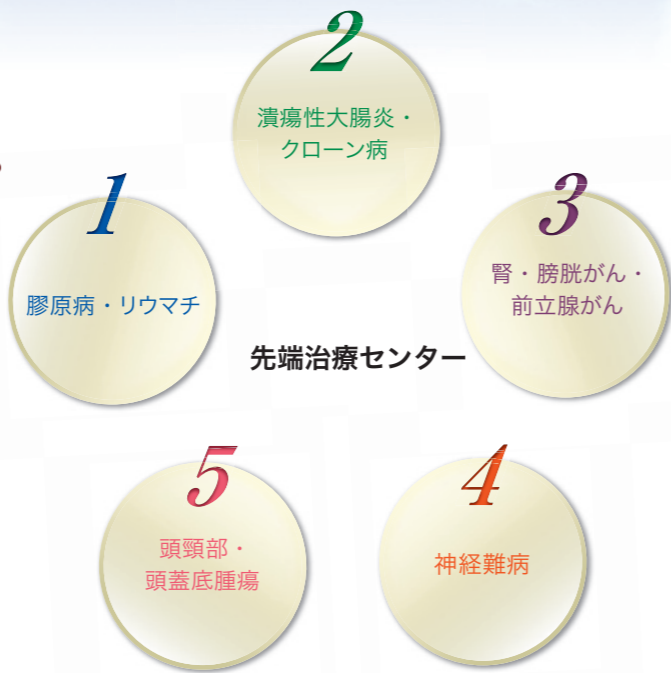 1
膠原病・リウマチ
2
潰瘍性大腸炎・
クローン病
3
腎・膀胱がん・
前立腺がん
先端治療センター
4
神経難病
5
頭頸部・
頭蓋底腫瘍